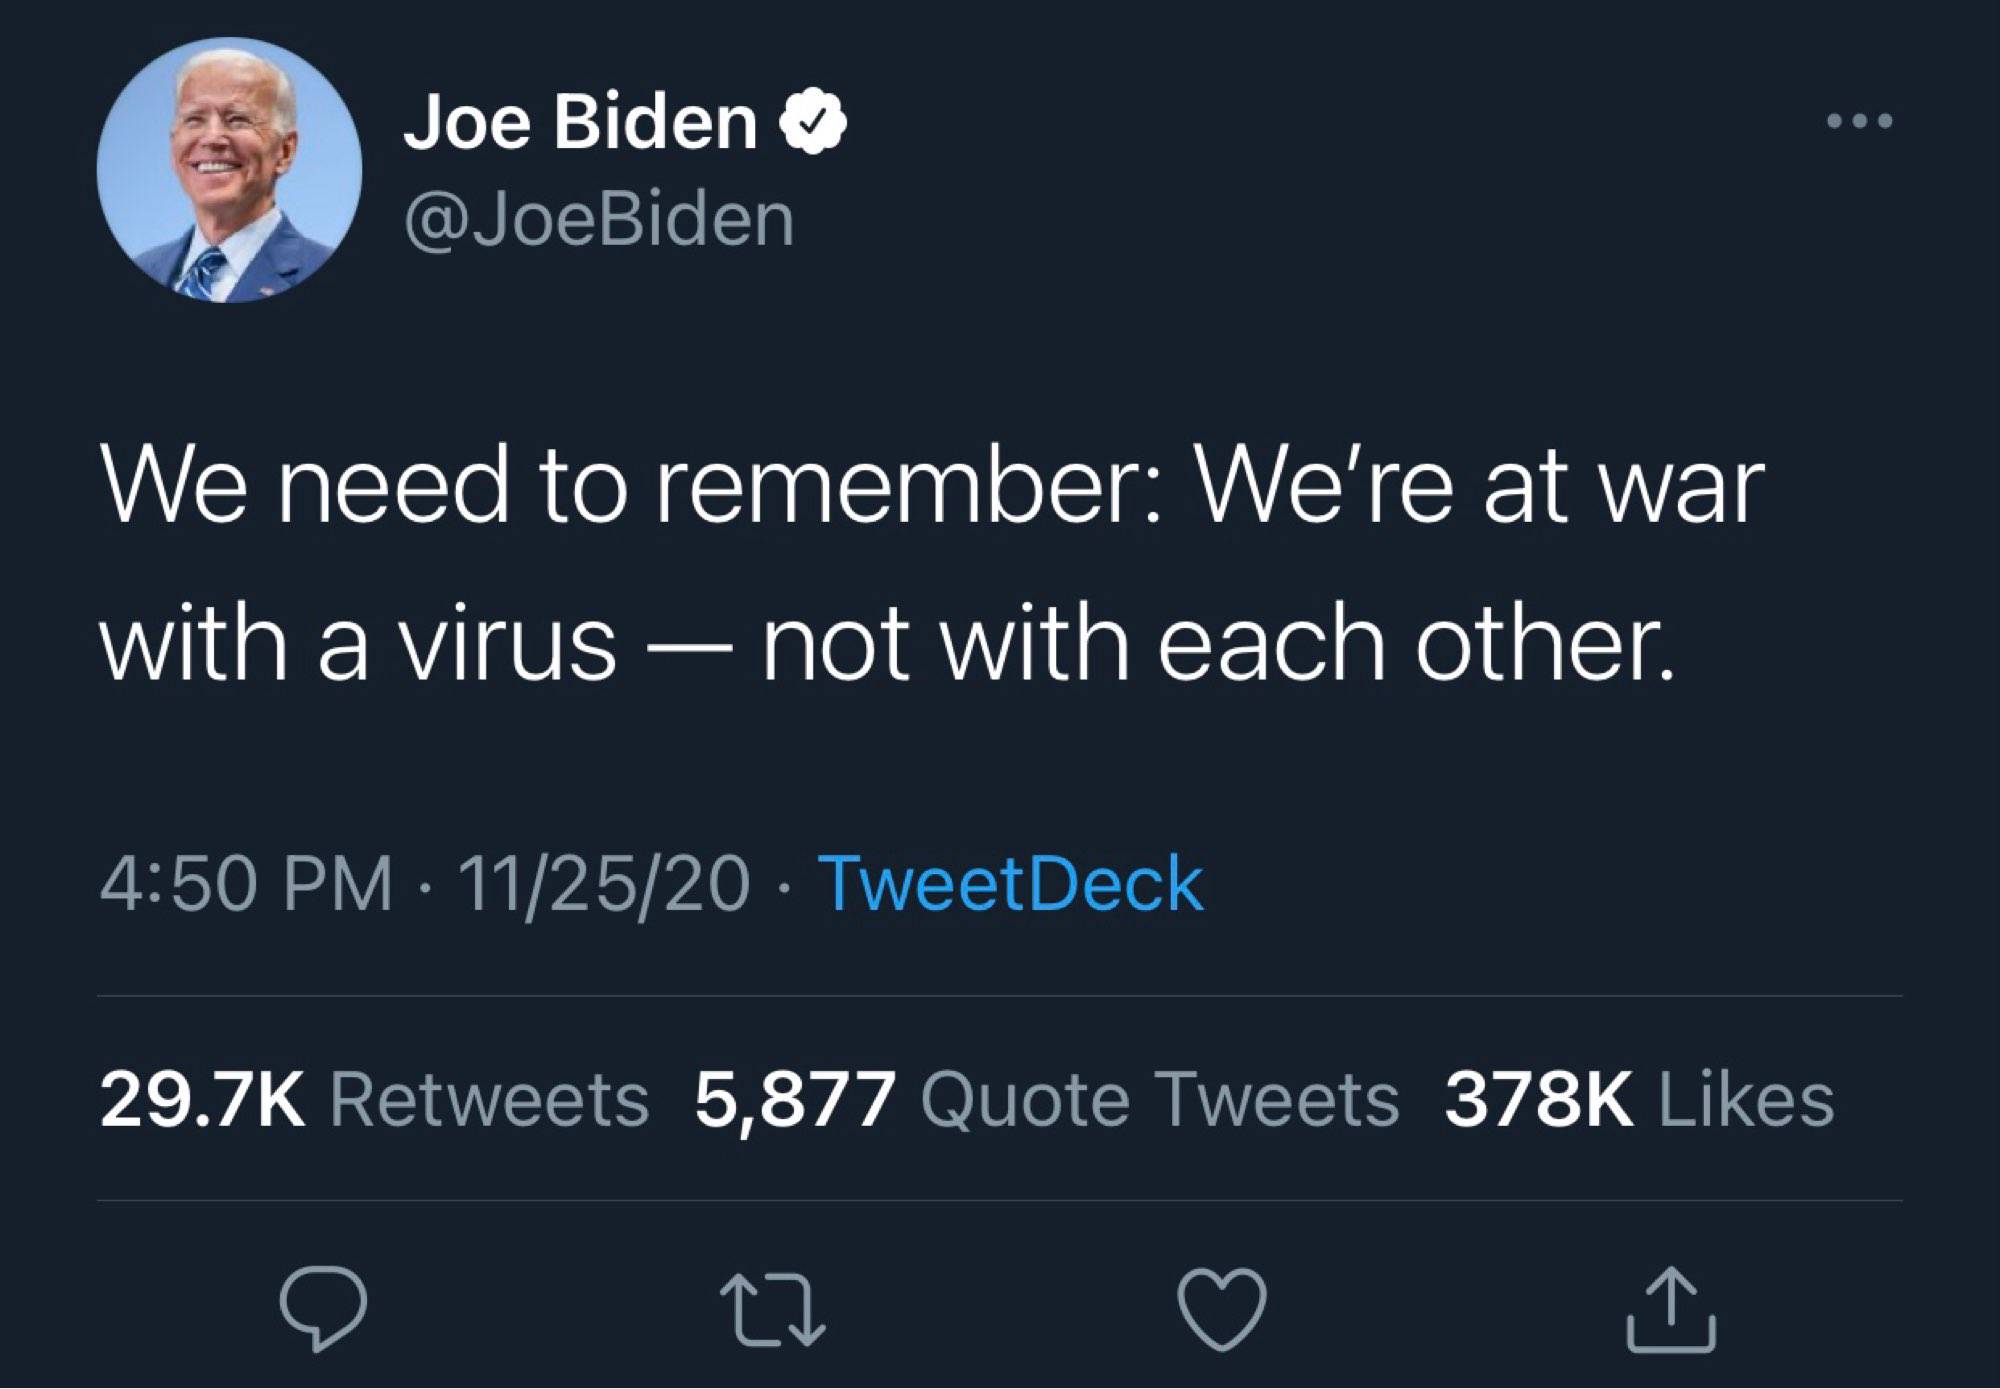 Joe Biden
@JoeBiden
We need to remember: We're at war
with a virus — not with each other.
4:50 PM · 11/25/20 · TweetDeck
29.7K Retweets 5,877 Quote Tweets 378K Likes